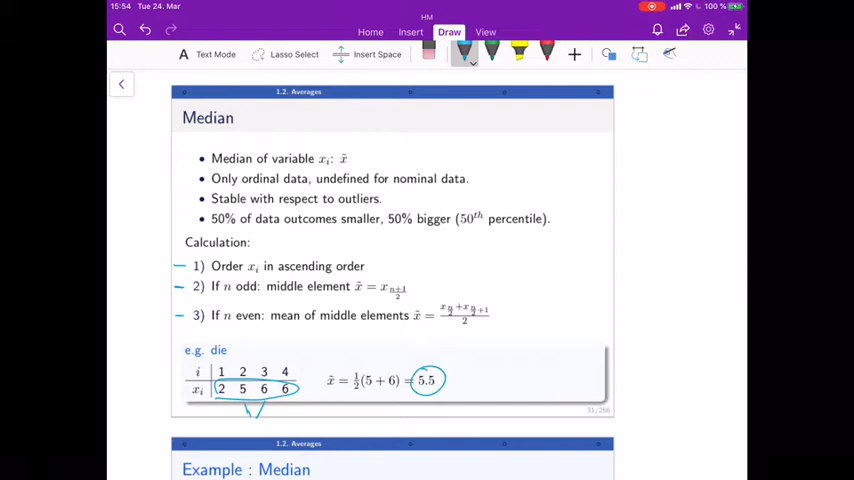 15:54 Tue 24. Mar
100 %
HM
Home Insert Draw View
Text Mode Lasso Select Insert Space
1.2. Averages
Median
• Median of variable xᵢ: x̃
• Only ordinal data, undefined for nominal data.
• Stable with respect to outliers.
• 50% of data outcomes smaller, 50% bigger (50ᵗʰ percentile).
Calculation:
1) Order xᵢ in ascending order
2) If n odd: middle element x̃ = x_{(n+1)/2}
3) If n even: mean of middle elements x̃ = (x_{n/2}+x_{n/2+1})/2
e.g. die
i 1 2 3 4
xᵢ 2 5 6 6
x̃ = ½(5 + 6) = 5.5
1.2. Averages
Example : Median